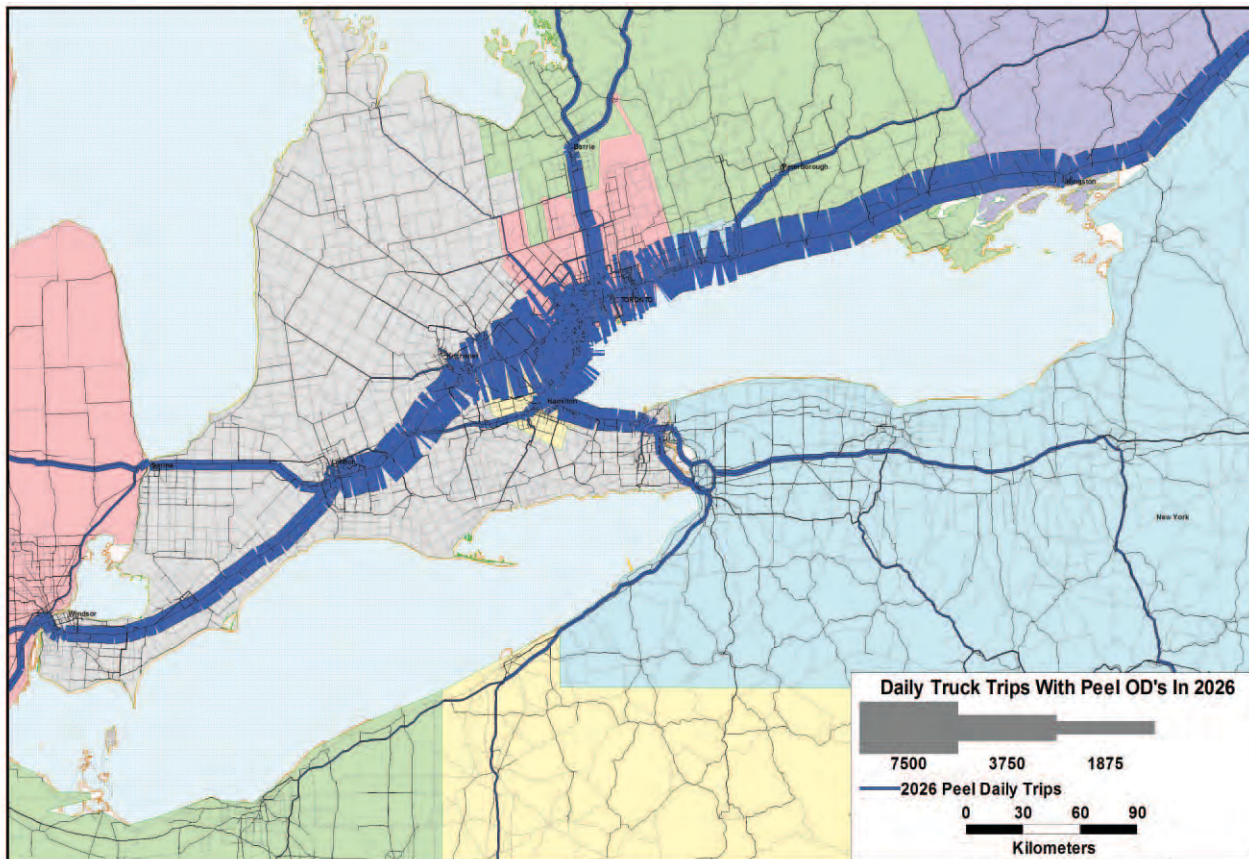 Barrie
Peterborough
Kingston
TORONTO
Kitchener
Hamilton
Sarnia
London
New York
Windsor
Daily Truck Trips With Peel OD's In 2026
7500 3750 1875
2026 Peel Daily Trips
0 30 60 90
Kilometers